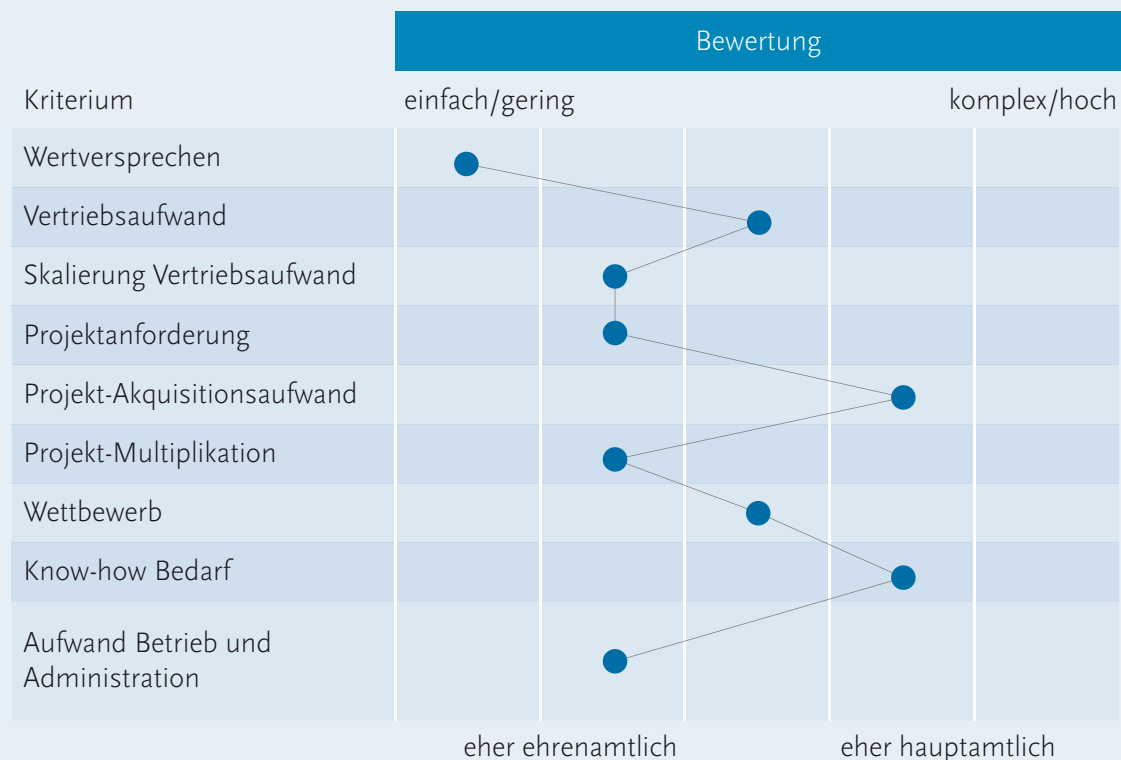 Bewertung
Kriterium
einfach/gering
komplex/hoch
Wertversprechen
Vertriebsaufwand
Skalierung Vertriebsaufwand
Projektanforderung
Projekt-Akquisitionsaufwand
Projekt-Multiplikation
Wettbewerb
Know-how Bedarf
Aufwand Betrieb und
Administration
eher ehrenamtlich
eher hauptamtlich